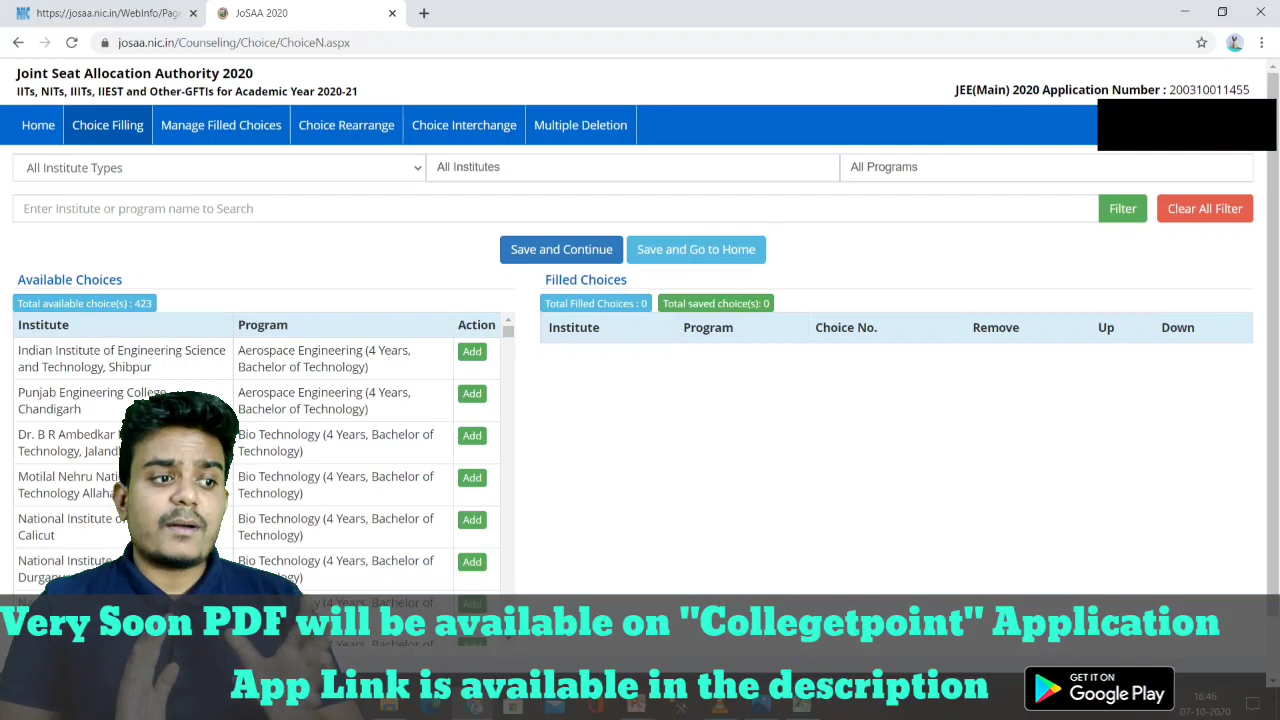 https://josaa.nic.in/WebInfo/Page
JoSAA 2020
josaa.nic.in/Counseling/Choice/ChoiceN.aspx
Joint Seat Allocation Authority 2020
IITs, NITs, IIITs, IIEST and Other-GFTIs for Academic Year 2020-21
JEE(Main) 2020 Application Number : 200310011455
Home Choice Filling Manage Filled Choices Choice Rearrange Choice Interchange Multiple Deletion
All Institute Types All Institutes All Programs
Enter Institute or program name to Search Filter Clear All Filter
Save and Continue Save and Go to Home
Available Choices Filled Choices
Total available choice(s) : 423 Total Filled Choices : 0 Total saved choice(s): 0
Institute Program Action Institute Program Choice No. Remove Up Down
Indian Institute of Engineering Science Aerospace Engineering (4 Years, Add
and Technology, Shibpur Bachelor of Technology)
Punjab Engineering College Aerospace Engineering (4 Years, Add
Chandigarh Bachelor of Technology)
Dr. B R Ambedkar Bio Technology (4 Years, Bachelor of Add
Technology, Technology)
Motilal Nehru Bio Technology (4 Years, Bachelor of Add
Technology Technology)
National Institute Bio Technology (4 Years, Bachelor of Add
Calicut Technology)
National Institute Bio Technology (4 Years, Bachelor of Add
Very Soon PDF will be available on "Collegetpoint" Application
App Link is available in the description
GET IT ON
Google Play
16:46
07-10-2020